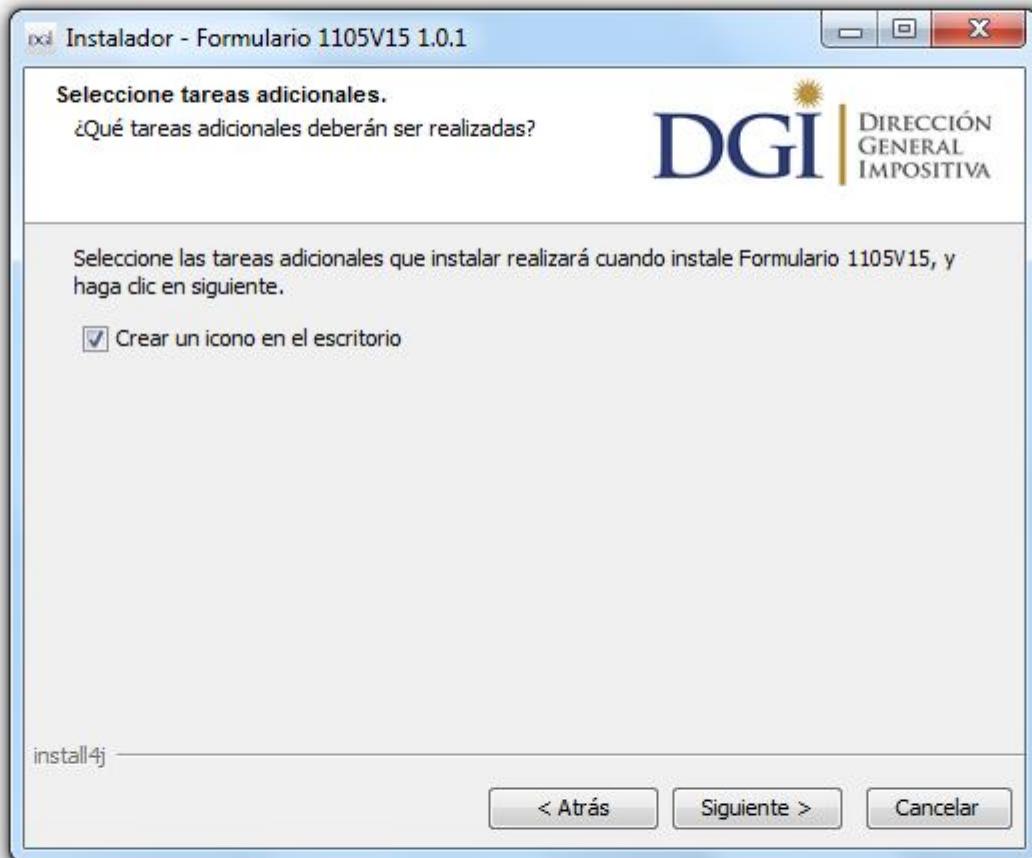 DGI Instalador - Formulario 1105V15 1.0.1
Seleccione tareas adicionales.
¿Qué tareas adicionales deberán ser realizadas?
DGI
DIRECCIÓN
GENERAL
IMPOSITIVA
Seleccione las tareas adicionales que instalar realizará cuando instale Formulario 1105V15, y
haga clic en siguiente.
Crear un icono en el escritorio
install4j
< Atrás
Siguiente >
Cancelar